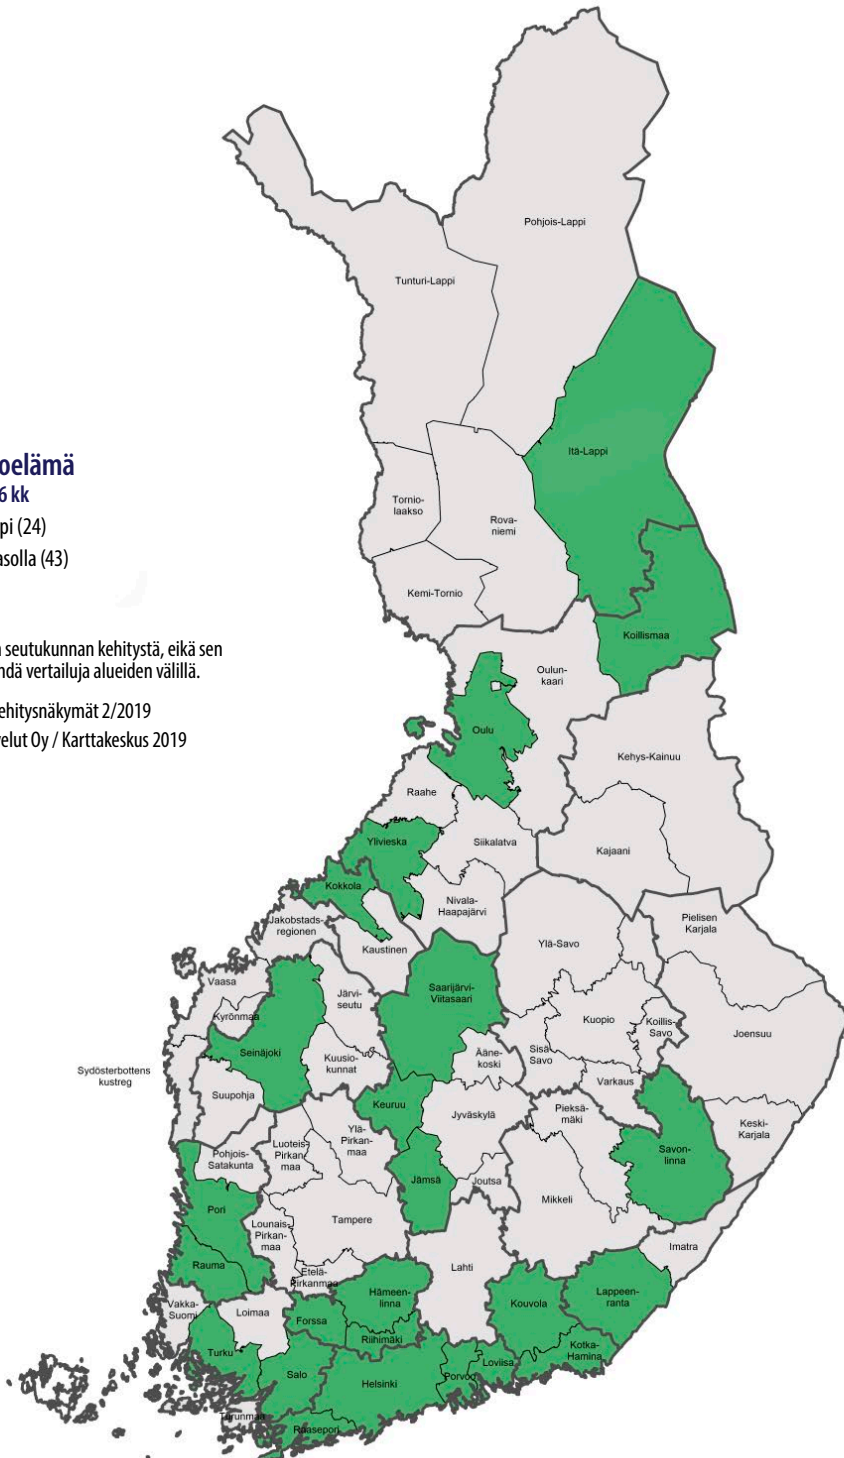 Pohjois-Lappi
Tunturi-Lappi
oelämä
6 kk
pi (24)
asolla (43)
Itä-Lappi
Tornio-
laakso
Rova-
niemi
Kemi-Tornio
Koillismaa
n seutukunnan kehitystä, eikä sen
hdä vertailuja alueiden välillä.
ehitysnäkymät 2/2019
velut Oy / Karttakeskus 2019
Oulun-
kaari
Oulu
Kehys-Kainuu
Raahe
Ylivieska
Siikalatva
Kajaani
Kokkola
Nivala-
Haapajärvi
Jakobstads-
regionen
Kaustinen
Ylä-Savo
Pielisen
Karjala
Vaasa
Järvi-
seutu
Saarijärvi-
Viitasaari
Kyrönmaa
Kuopio
Koillis-
Savo
Joensuu
Seinäjoki
Kuusio-
kunnat
Ääne-
koski
Sisä
Savo
Sydösterbottens
kustreg
Varkaus
Suupohja
Keuruu
Jyväskylä
Pieksä-
mäki
Keski-
Karjala
Pohjois-
Satakunta
Luoteis-
Pirkan
maa
Ylä-
Pirkan-
maa
Savon-
linna
Jämsä
Joutsa
Mikkeli
Pori
Lounais-
Pirkan-
maa
Tampere
Imatra
Rauma
Etelä-
Pirkanmaa
Lahti
Hämeen-
linna
Kouvola
Lappeen-
ranta
Vakka-
Suomi
Loimaa
Forssa
Riihimäki
Turku
Kotka-
Hamina
Salo
Helsinki
Porvoo
Loviisa
Turunmaa
Raasepori